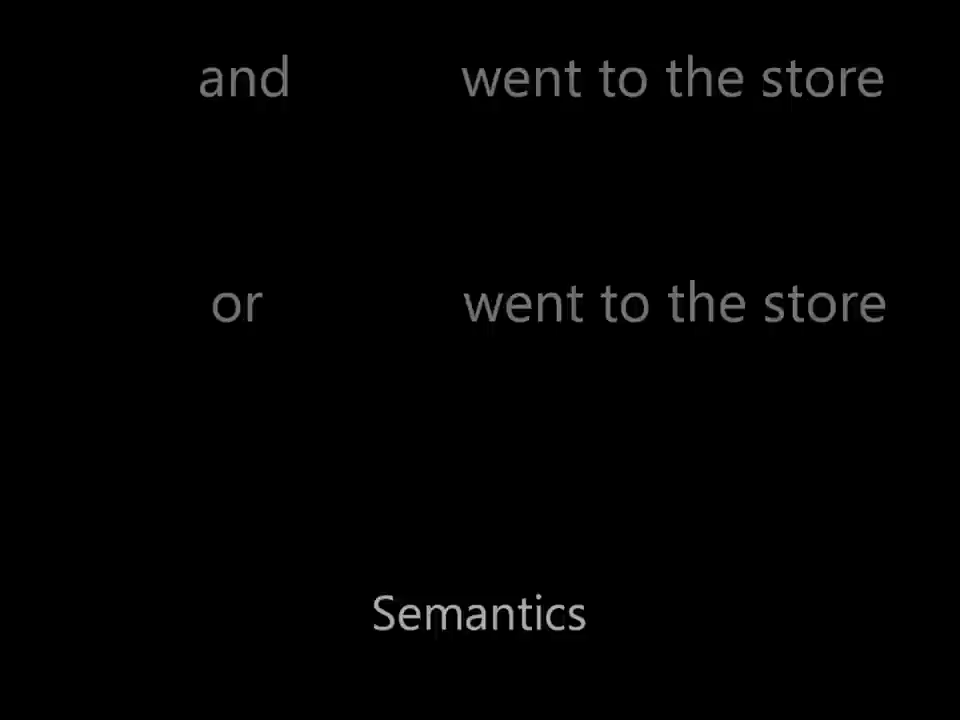 and went to the store
or went to the store
Semantics